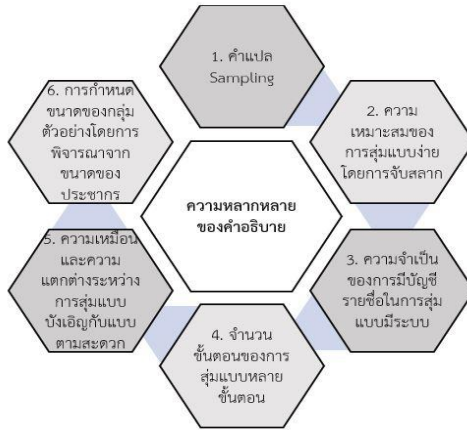 1. คำแปล
Sampling
2. ความ
เหมาะสมของ
การสุ่มแบบง่าย
โดยการจับสลาก
3. ความจำเป็น
ของการมีบัญชี
รายชื่อในการสุ่ม
แบบมีระบบ
4. จำนวน
ขั้นตอนของการ
สุ่มแบบหลาย
ขั้นตอน
5. ความเหมือน
และความ
แตกต่างระหว่าง
การสุ่มแบบ
บังเอิญกับแบบ
ตามสะดวก
6. การกำหนด
ขนาดของกลุ่ม
ตัวอย่างโดยการ
พิจารณาจาก
ขนาดของ
ประชากร
ความหลากหลาย
ของคำอธิบาย